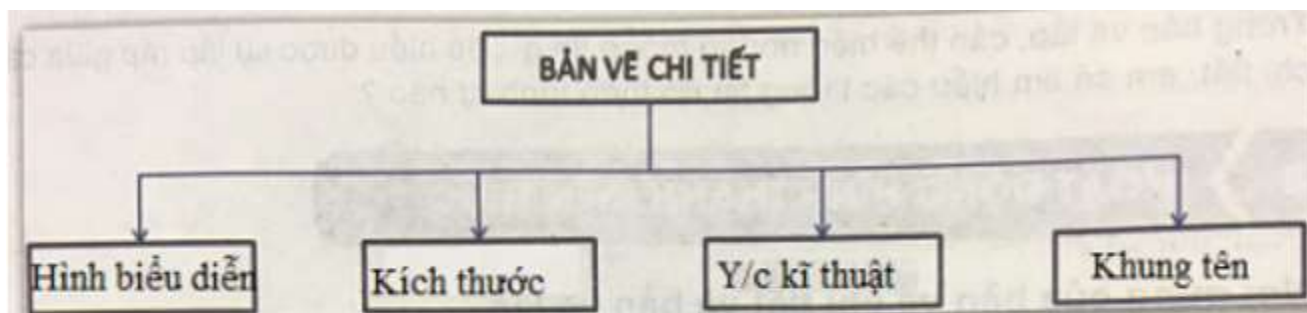 BẢN VẼ CHI TIẾT
Hình biểu diễn
Kích thước
Y/c kĩ thuật
Khung tên